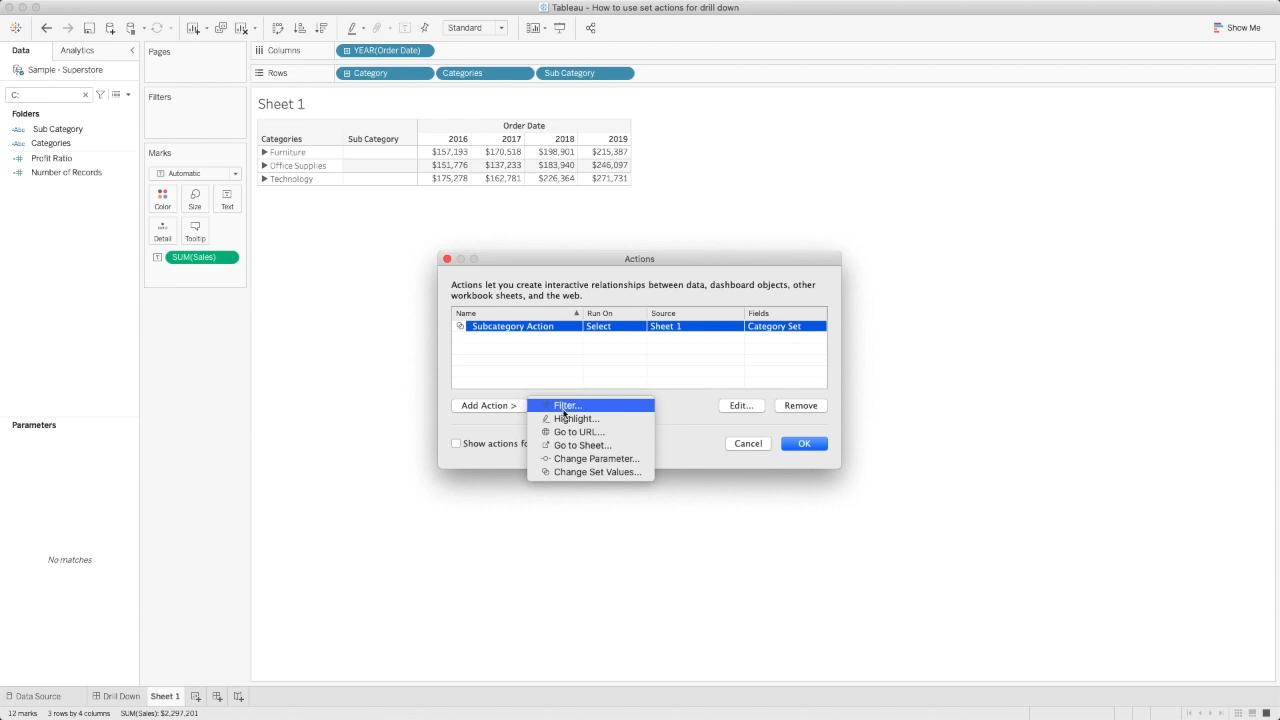 Tableau - How to use set actions for drill down
Standard
Show Me
Data
Analytics
Pages
Columns
YEAR(Order Date)
Sample - Superstore
Rows
Category
Categories
Sub Category
C:
Filters
Sheet 1
Folders
Abc Sub Category
Abc Categories
Profit Ratio
Number of Records
Order Date
Categories Sub Category 2016 2017 2018 2019
Furniture $157,193 $170,518 $198,901 $215,387
Office Supplies $151,776 $137,233 $183,940 $246,097
Technology $175,278 $162,781 $226,364 $271,731
Marks
Automatic
Color
Size
Text
Detail
Tooltip
SUM(Sales)
Actions
Actions let you create interactive relationships between data, dashboard objects, other
workbook sheets, and the web.
Name Run On Source Fields
Subcategory Action Select Sheet 1 Category Set
Add Action >
Filter...
Highlight...
Go to URL...
Go to Sheet...
Change Parameter...
Change Set Values...
Edit...
Remove
Show actions fo
Cancel
OK
Parameters
No matches
Data Source
Drill Down
Sheet 1
12 marks 3 rows by 4 columns SUM(Sales): $2,297,201